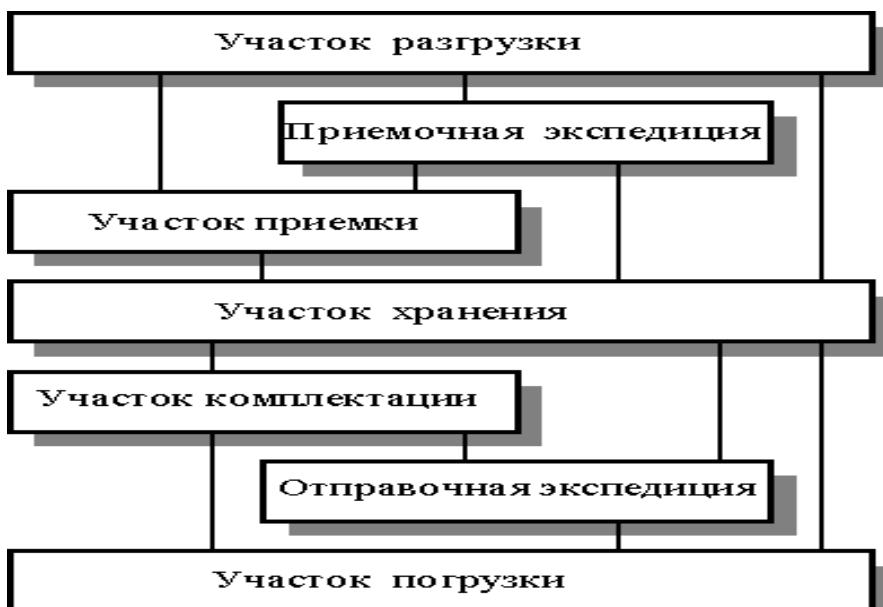 Участок разгрузки
Приемочная экспедиция
Участок приемки
Участок хранения
Участок комплектации
Отправочная экспедиция
Участок погрузки